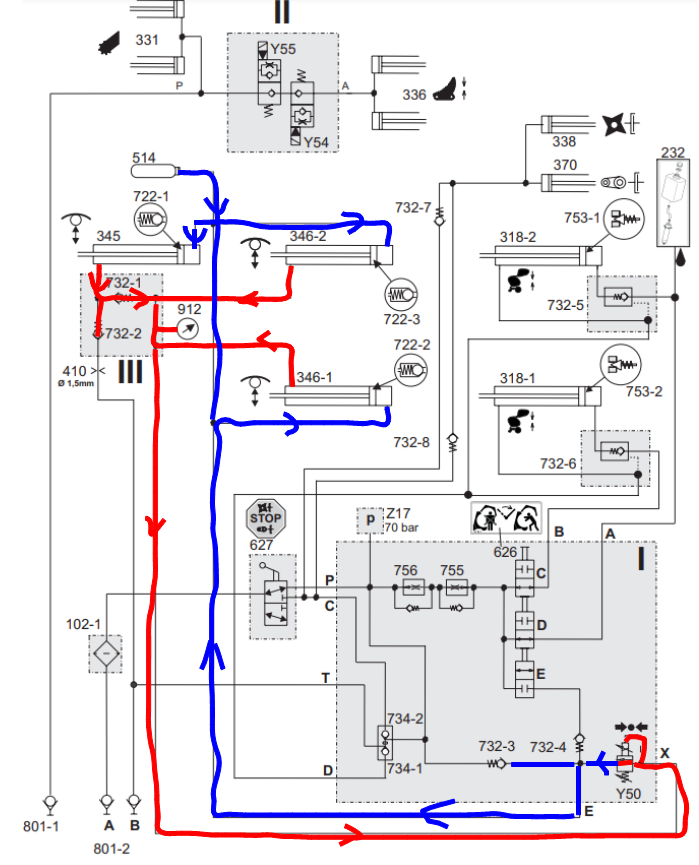 II
331
Y55
P
A
336
Y54
338
514
232
370
722-1
732-7
753-1
345
346-2
318-2
732-1
912
722-3
732-5
732-2
722-2
410 ><
Ø 1,5mm
III
346-1
318-1
753-2
732-8
732-6
STOP
p
Z17
70 bar
627
626
B
A
I
P
756
755
C
C
102-1
D
T
E
734-2
732-3
732-4
X
D
734-1
Y50
E
801-1
A
B
801-2